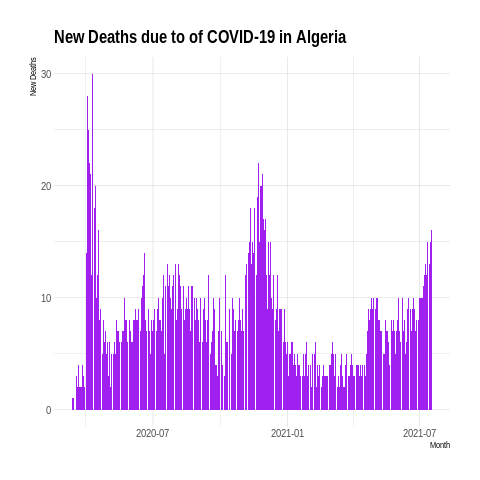 New Deaths due to of COVID-19 in Algeria
New Deaths
30
20
10
0
2020-07
2021-01
2021-07
Month